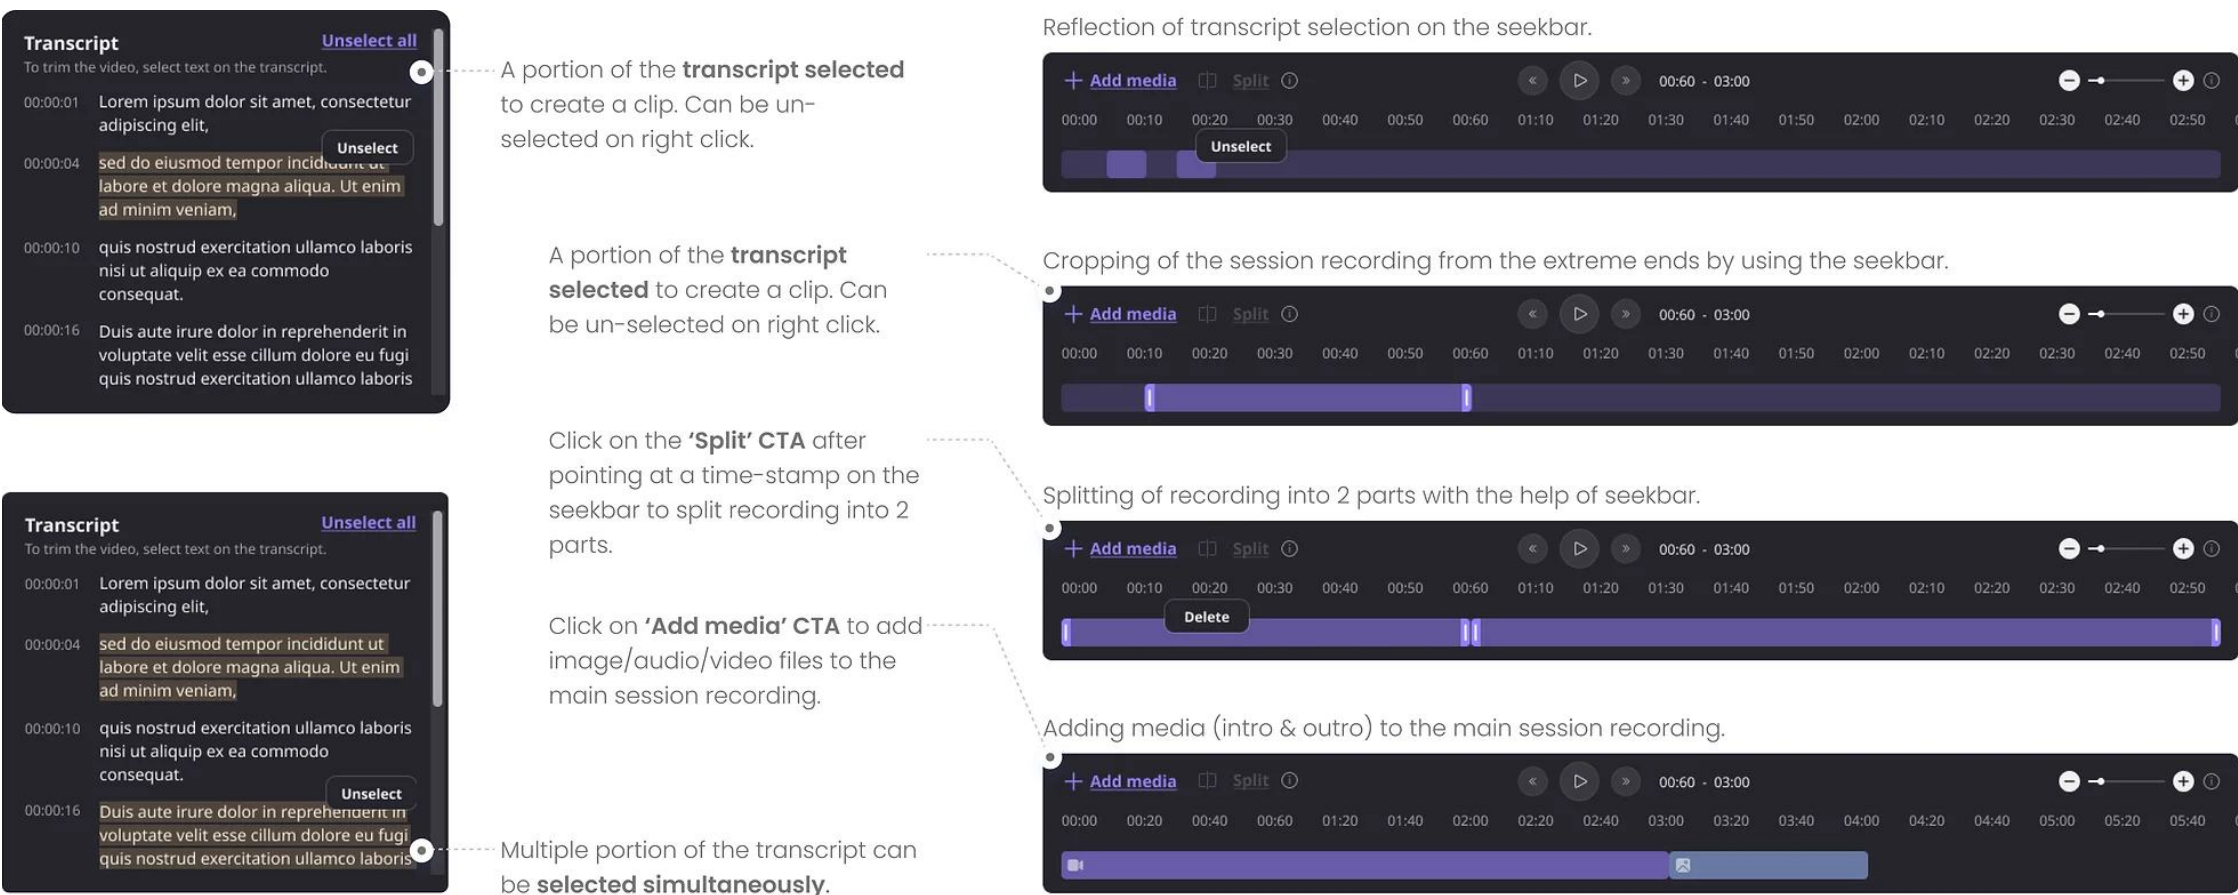 Transcript
Unselect all
To trim the video, select text on the transcript.
00:00:01
Lorem ipsum dolor sit amet, consectetur
adipiscing elit,
Unselect
00:00:04
sed do eiusmod tempor incididunt ut
labore et dolore magna aliqua. Ut enim
ad minim veniam,
00:00:10
quis nostrud exercitation ullamco laboris
nisi ut aliquip ex ea commodo
consequat.
00:00:16
Duis aute irure dolor in reprehenderit in
voluptate velit esse cillum dolore eu fugi
quis nostrud exercitation ullamco laboris
Transcript
Unselect all
To trim the video, select text on the transcript.
00:00:01
Lorem ipsum dolor sit amet, consectetur
adipiscing elit,
00:00:04
sed do eiusmod tempor incididunt ut
labore et dolore magna aliqua. Ut enim
ad minim veniam,
00:00:10
quis nostrud exercitation ullamco laboris
nisi ut aliquip ex ea commodo
consequat.
Unselect
00:00:16
Duis aute irure dolor in reprehenderit in
voluptate velit esse cillum dolore eu fugi
quis nostrud exercitation ullamco laboris
A portion of the transcript selected
to create a clip. Can be un-
selected on right click.
A portion of the transcript
selected to create a clip. Can
be un-selected on right click.
Click on the ‘Split’ CTA after
pointing at a time-stamp on the
seekbar to split recording into 2
parts.
Click on ‘Add media’ CTA to add
image/audio/video files to the
main session recording.
Multiple portion of the transcript can
be selected simultaneously.
Reflection of transcript selection on the seekbar.
+ Add media Split 00:60 - 03:00
00:00 00:10 00:20 00:30 00:40 00:50 00:60 01:10 01:20 01:30 01:40 01:50 02:00 02:10 02:20 02:30 02:40 02:50
Unselect
Cropping of the session recording from the extreme ends by using the seekbar.
+ Add media Split 00:60 - 03:00
00:00 00:10 00:20 00:30 00:40 00:50 00:60 01:10 01:20 01:30 01:40 01:50 02:00 02:10 02:20 02:30 02:40 02:50
Splitting of recording into 2 parts with the help of seekbar.
+ Add media Split 00:60 - 03:00
00:00 00:10 00:20 00:30 00:40 00:50 00:60 01:10 01:20 01:30 01:40 01:50 02:00 02:10 02:20 02:30 02:40 02:50
Delete
Adding media (intro & outro) to the main session recording.
+ Add media Split 00:60 - 03:00
00:00 00:20 00:40 00:60 01:20 01:40 02:00 02:20 02:40 03:00 03:20 03:40 04:00 04:20 04:40 05:00 05:20 05:40